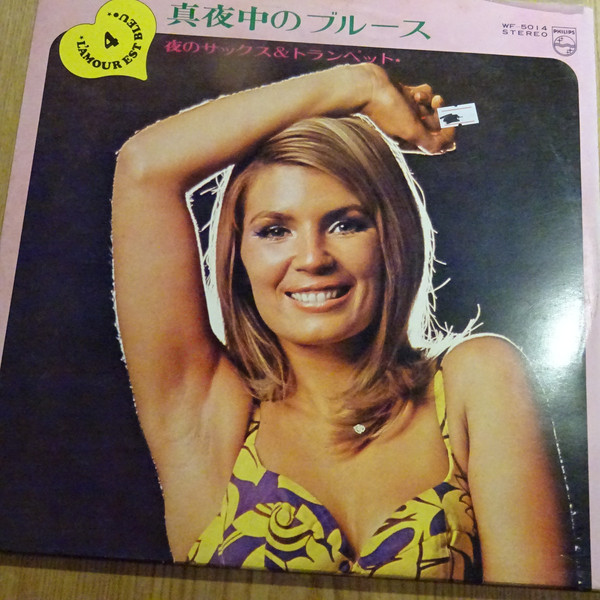 真夜中のブルース
夜のサックス&トランペット・
WF-5014
STEREO
PHILIPS
"L'AMOUR EST BLEU"
4